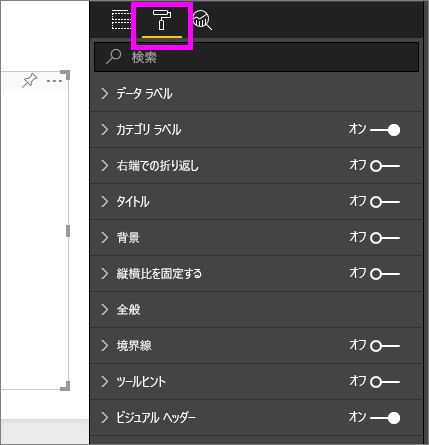 検索
データ ラベル
カテゴリ ラベル オン
右端での折り返し オフ
タイトル オフ
背景 オフ
縦横比を固定する オフ
全般
境界線 オフ
ツールヒント オフ
ビジュアル ヘッダー オン